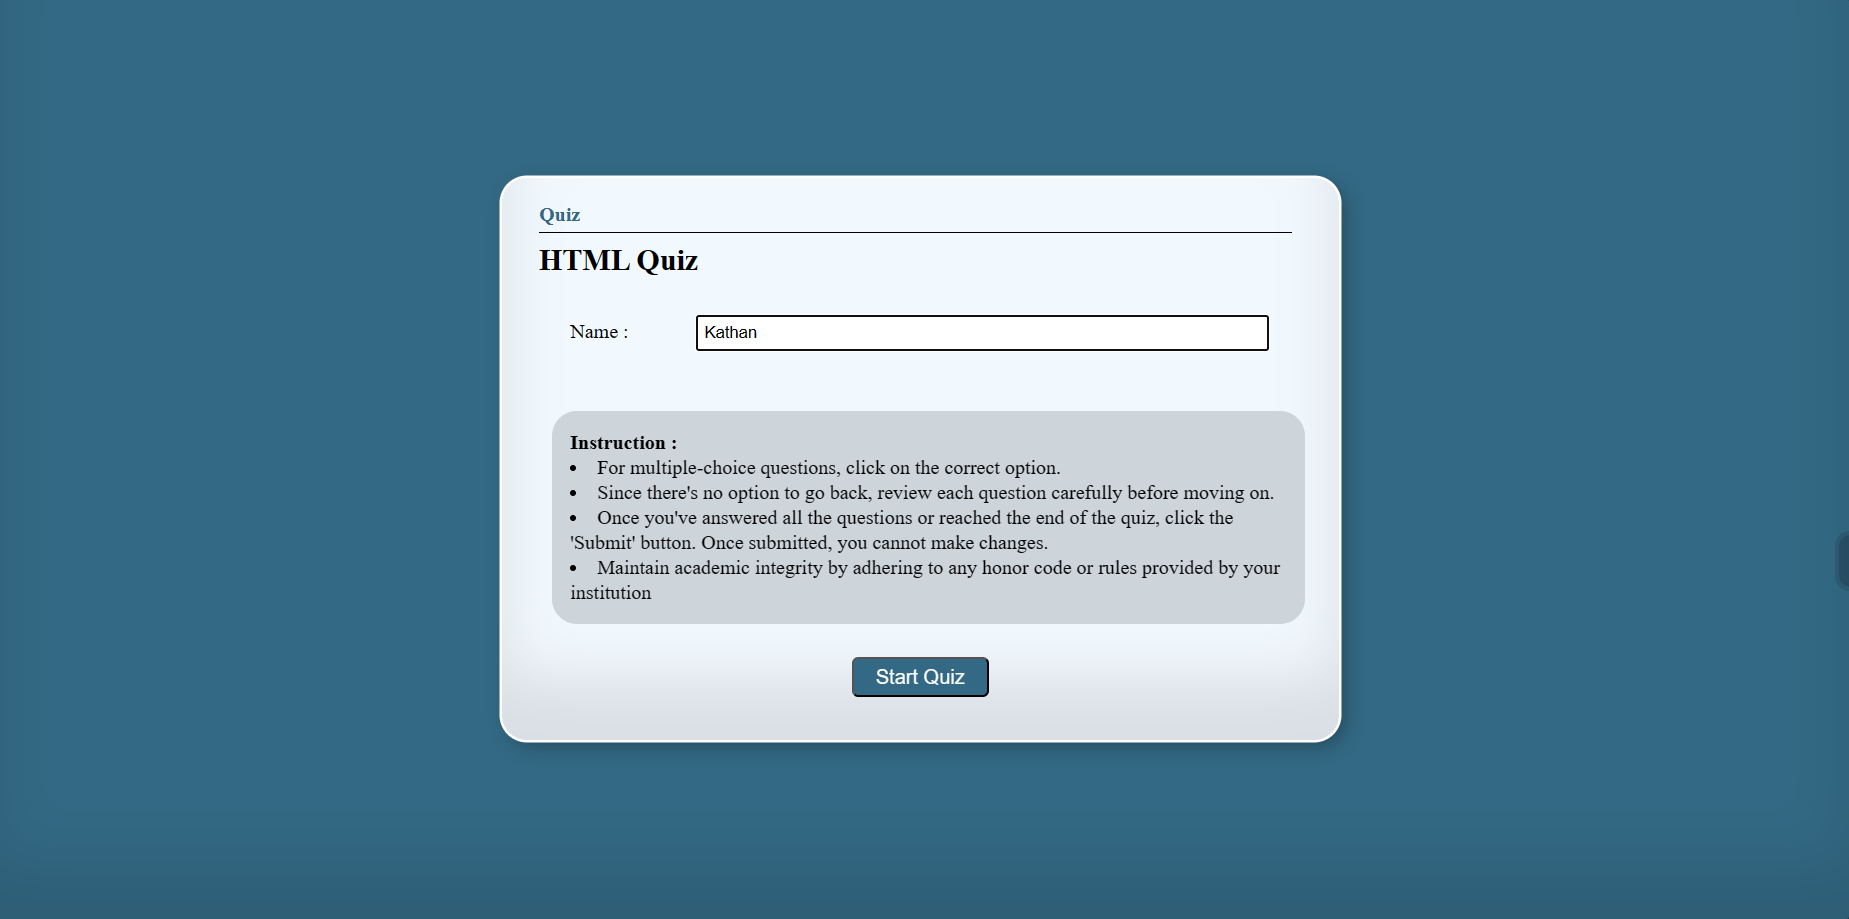 Quiz
HTML Quiz
Name :
Kathan
Instruction :
• For multiple-choice questions, click on the correct option.
• Since there's no option to go back, review each question carefully before moving on.
• Once you've answered all the questions or reached the end of the quiz, click the
'Submit' button. Once submitted, you cannot make changes.
• Maintain academic integrity by adhering to any honor code or rules provided by your
institution
Start Quiz